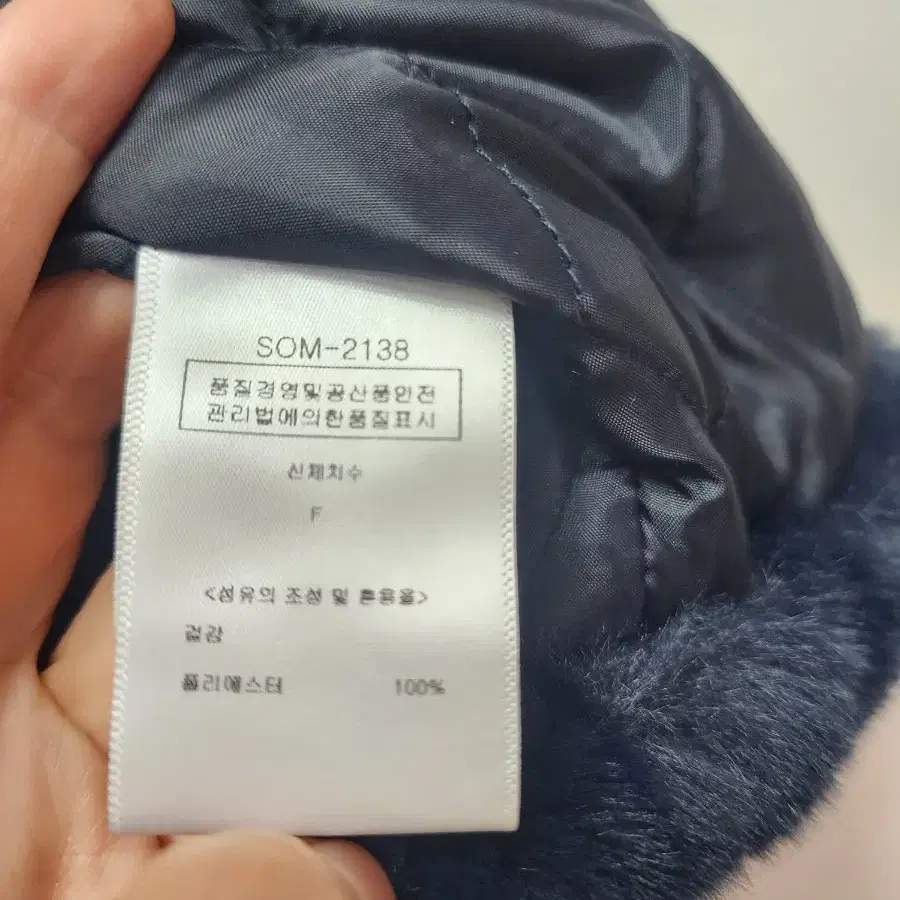 SOM-2138
품질경영및공산품안전
관리법에의한품질표시
신체치수
F
<섬유의 조성 및 혼용율>
겉감
폴리에스터 100%